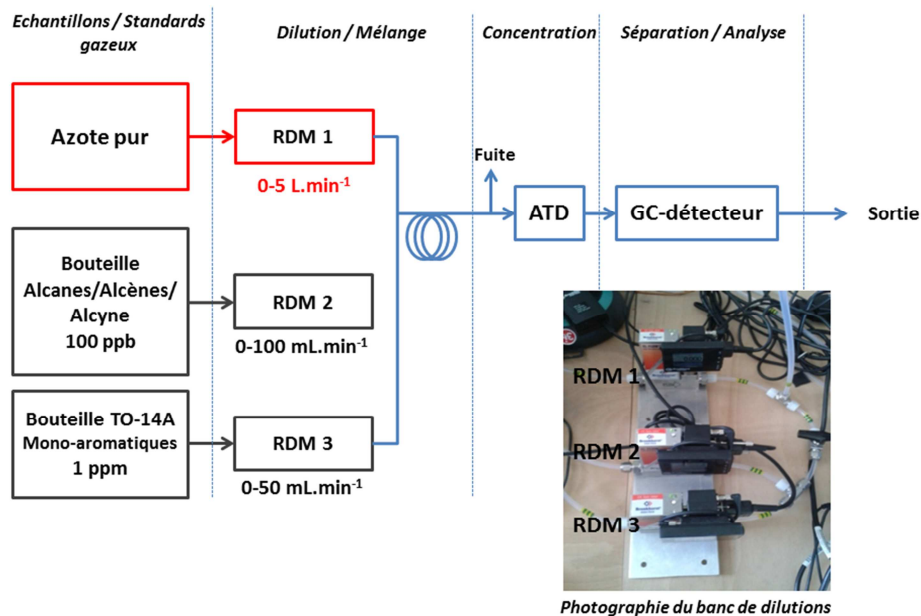 Echantillons / Standards
gazeux
Dilution / Mélange
Concentration
Séparation / Analyse
Azote pur
RDM 1
0-5 L.min-1
Fuite
ATD
GC-détecteur
Sortie
Bouteille
Alcanes/Alcènes/
Alcyne
100 ppb
RDM 2
0-100 mL.min-1
Bouteille TO-14A
Mono-aromatiques
1 ppm
RDM 3
0-50 mL.min-1
RDM 1
RDM 2
RDM 3
Photographie du banc de dilutions